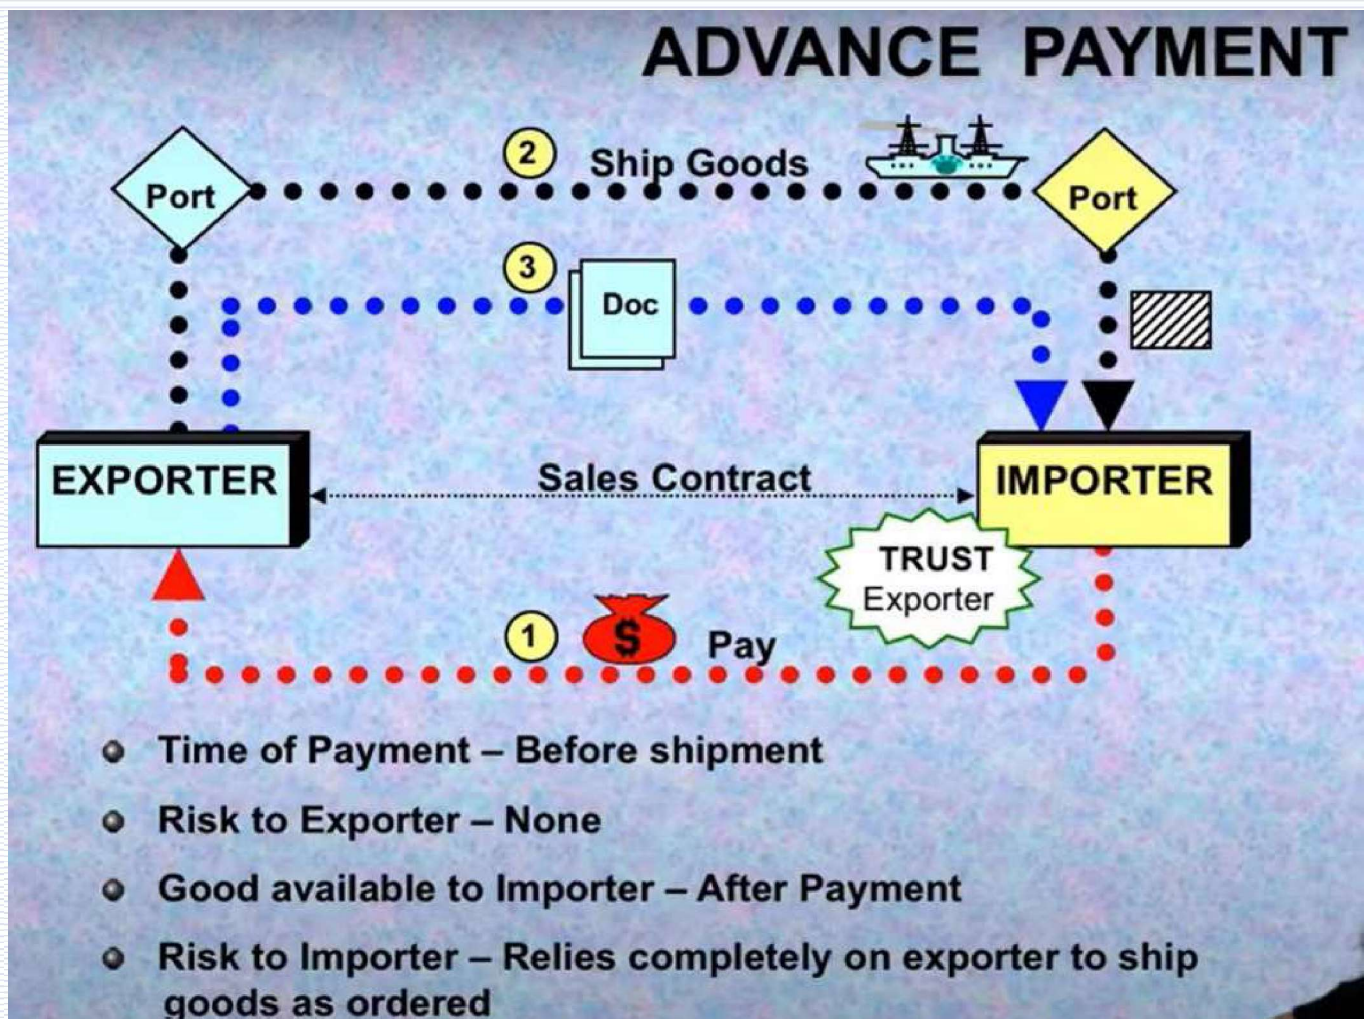 ADVANCE PAYMENT
2
Ship Goods
Port
Port
3
Doc
EXPORTER
Sales Contract
IMPORTER
TRUST
Exporter
1
$
Pay
Time of Payment – Before shipment
Risk to Exporter – None
Good available to Importer – After Payment
Risk to Importer – Relies completely on exporter to ship
goods as ordered